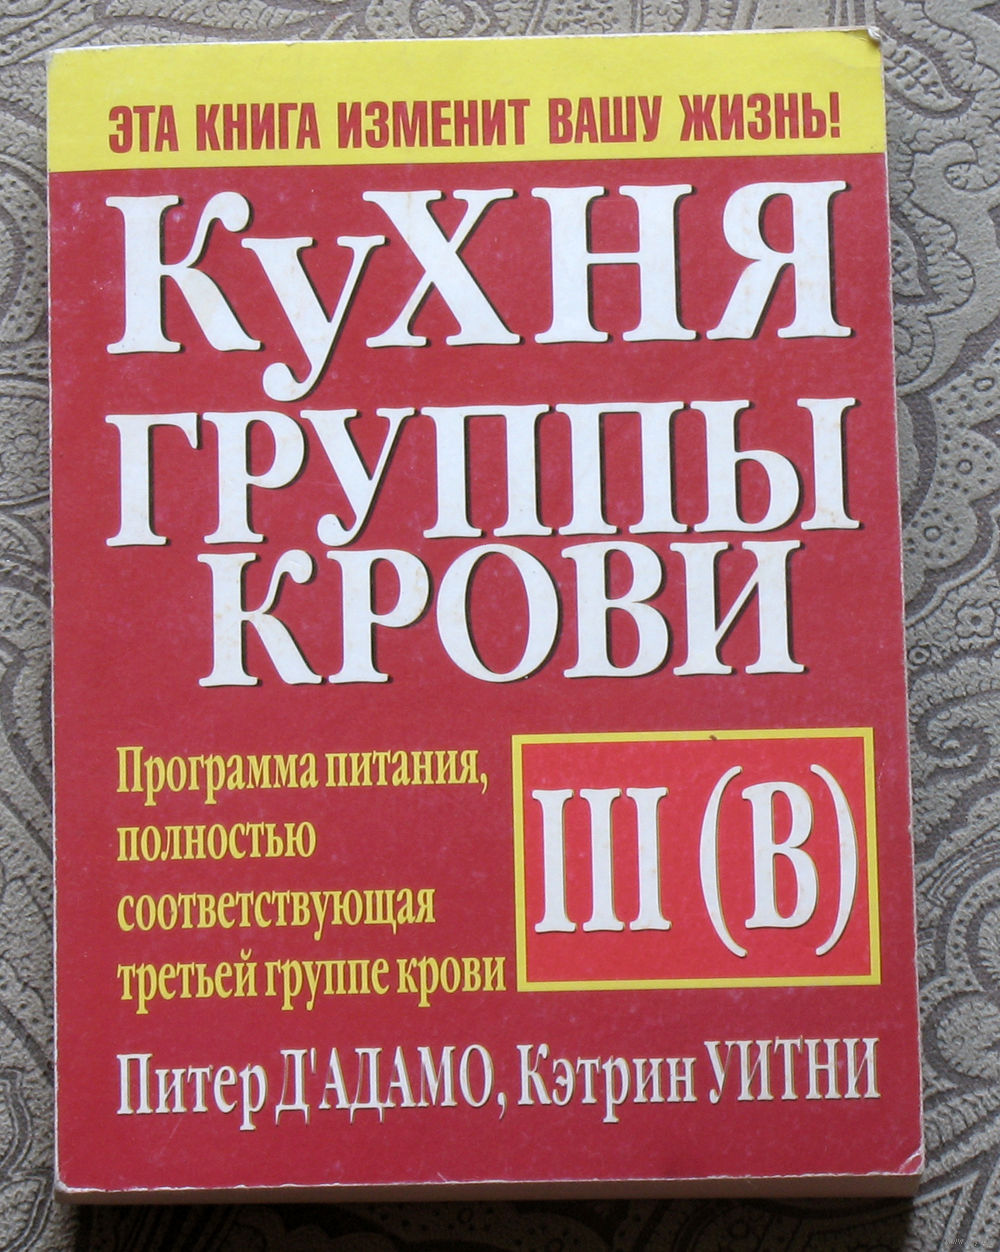 ЭТА КНИГА ИЗМЕНИТ ВАШУ ЖИЗНЬ!
КУХНЯ
ГРУППЫ
КРОВИ
Программа питания,
полностью
соответствующая
третьей группе крови
III (B)
Питер Д'АДАМО, Кэтрин УИТНИ